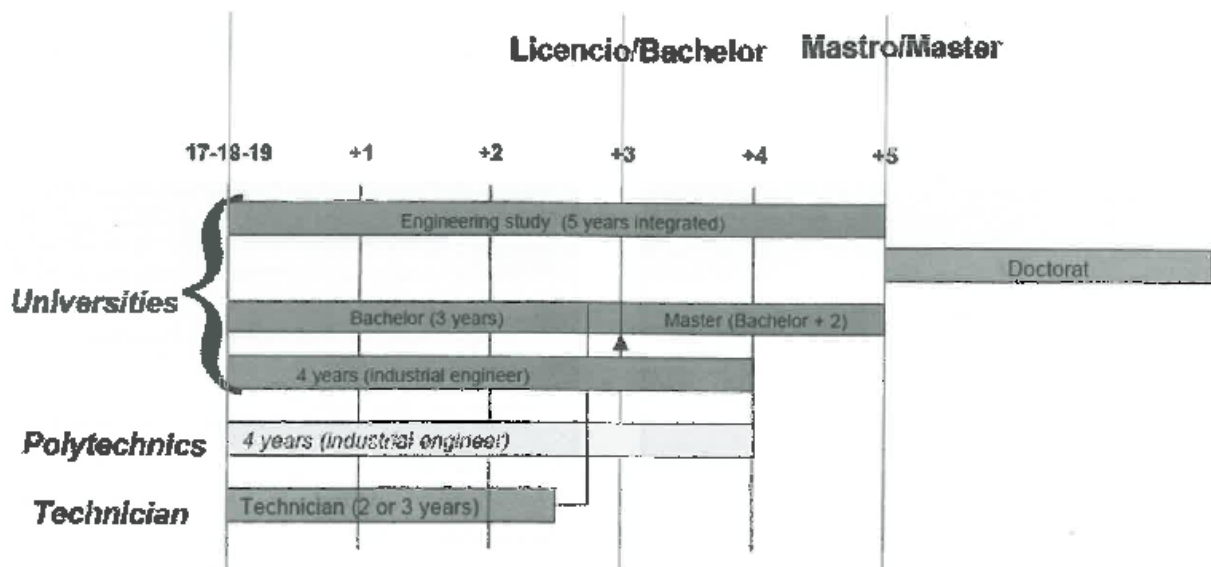 Licencio/Bachelor Mastro/Master
17-18-19 +1 +2 +3 +4 +5
Engineering study (5 years integrated)
Doctorat
Universities
Bachelor (3 years) Master (Bachelor + 2)
4 years (industrial engineer)
Polytechnics 4 years (industrial engineer)
Technician Technician (2 or 3 years)